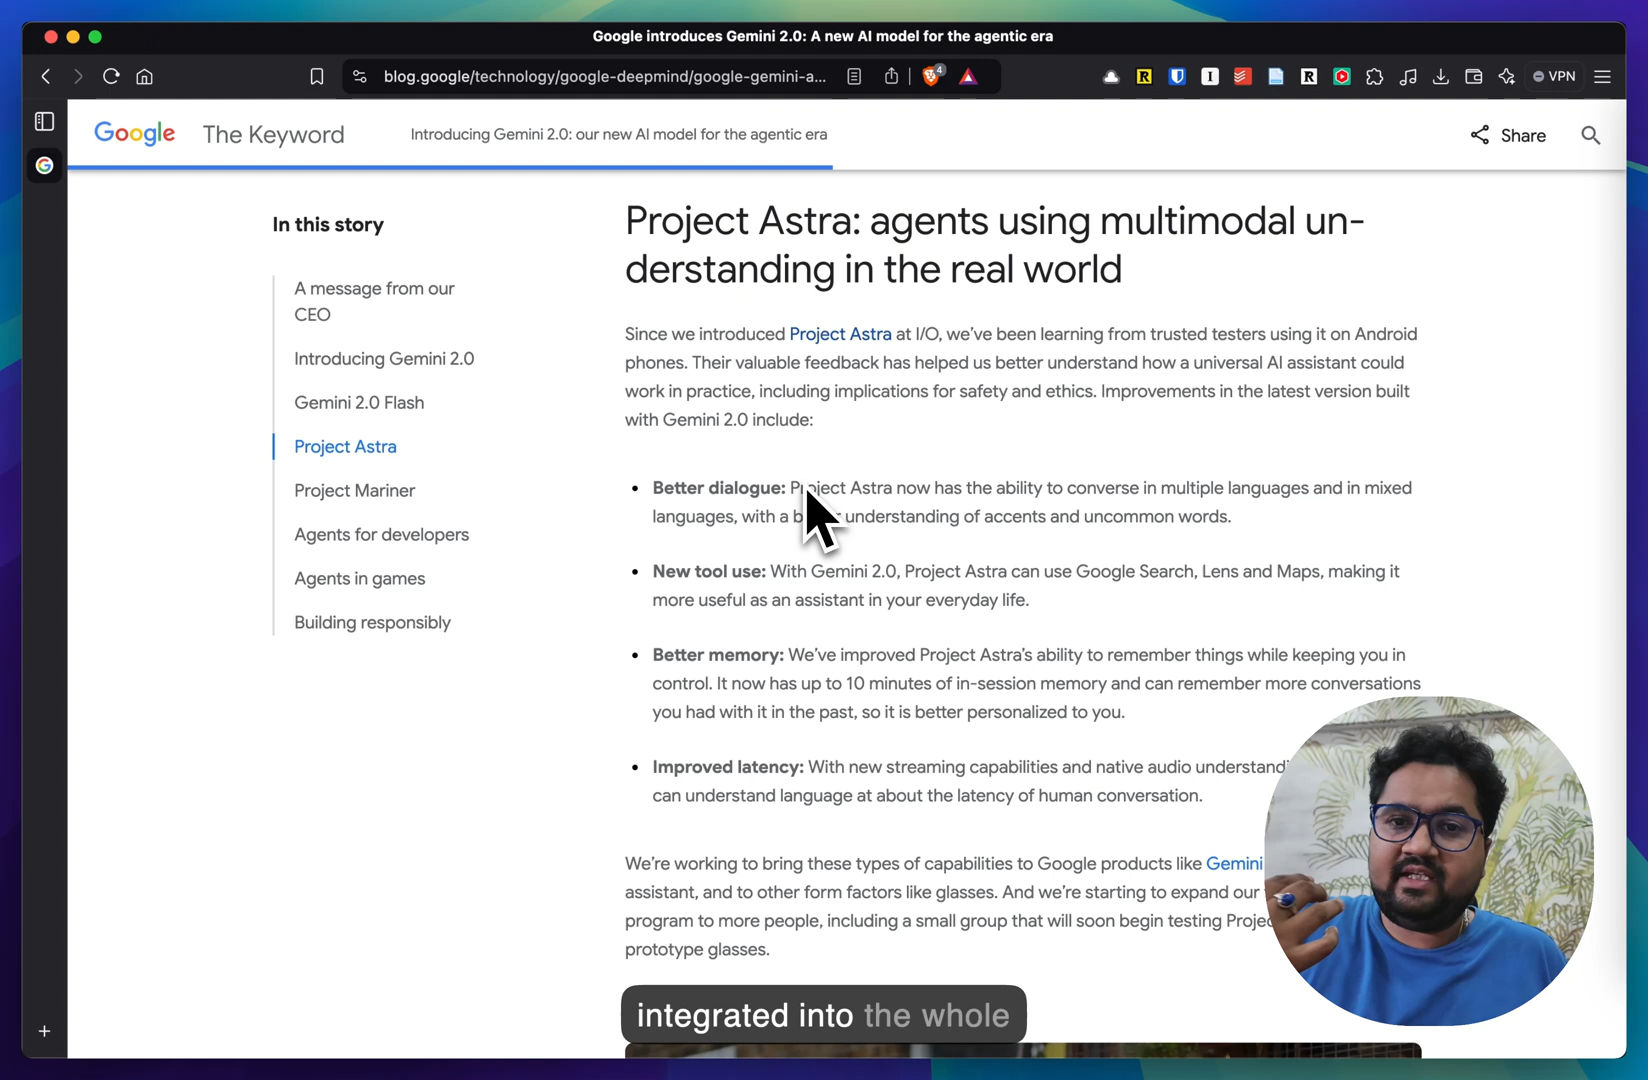 Google introduces Gemini 2.0: A new AI model for the agentic era
blog.google/technology/google-deepmind/google-gemini-a...
4
R
I
R
VPN
Google The Keyword
Introducing Gemini 2.0: our new AI model for the agentic era
Share
G
In this story
A message from our
CEO
Introducing Gemini 2.0
Gemini 2.0 Flash
Project Astra
Project Mariner
Agents for developers
Agents in games
Building responsibly
Project Astra: agents using multimodal un-
derstanding in the real world
Since we introduced Project Astra at I/O, we've been learning from trusted testers using it on Android
phones. Their valuable feedback has helped us better understand how a universal AI assistant could
work in practice, including implications for safety and ethics. Improvements in the latest version built
with Gemini 2.0 include:
• Better dialogue: Project Astra now has the ability to converse in multiple languages and in mixed
languages, with a understanding of accents and uncommon words.
• New tool use: With Gemini 2.0, Project Astra can use Google Search, Lens and Maps, making it
more useful as an assistant in your everyday life.
• Better memory: We've improved Project Astra's ability to remember things while keeping you in
control. It now has up to 10 minutes of in-session memory and can remember more conversations
you had with it in the past, so it is better personalized to you.
• Improved latency: With new streaming capabilities and native audio
can understand language at about the latency of human conversation.
We're working to bring these types of capabilities to Google products like Gemini
assistant, and to other form factors like glasses. And we're starting to expand our
program to more people, including a small group that will soon begin testing
prototype glasses.
integrated into the whole